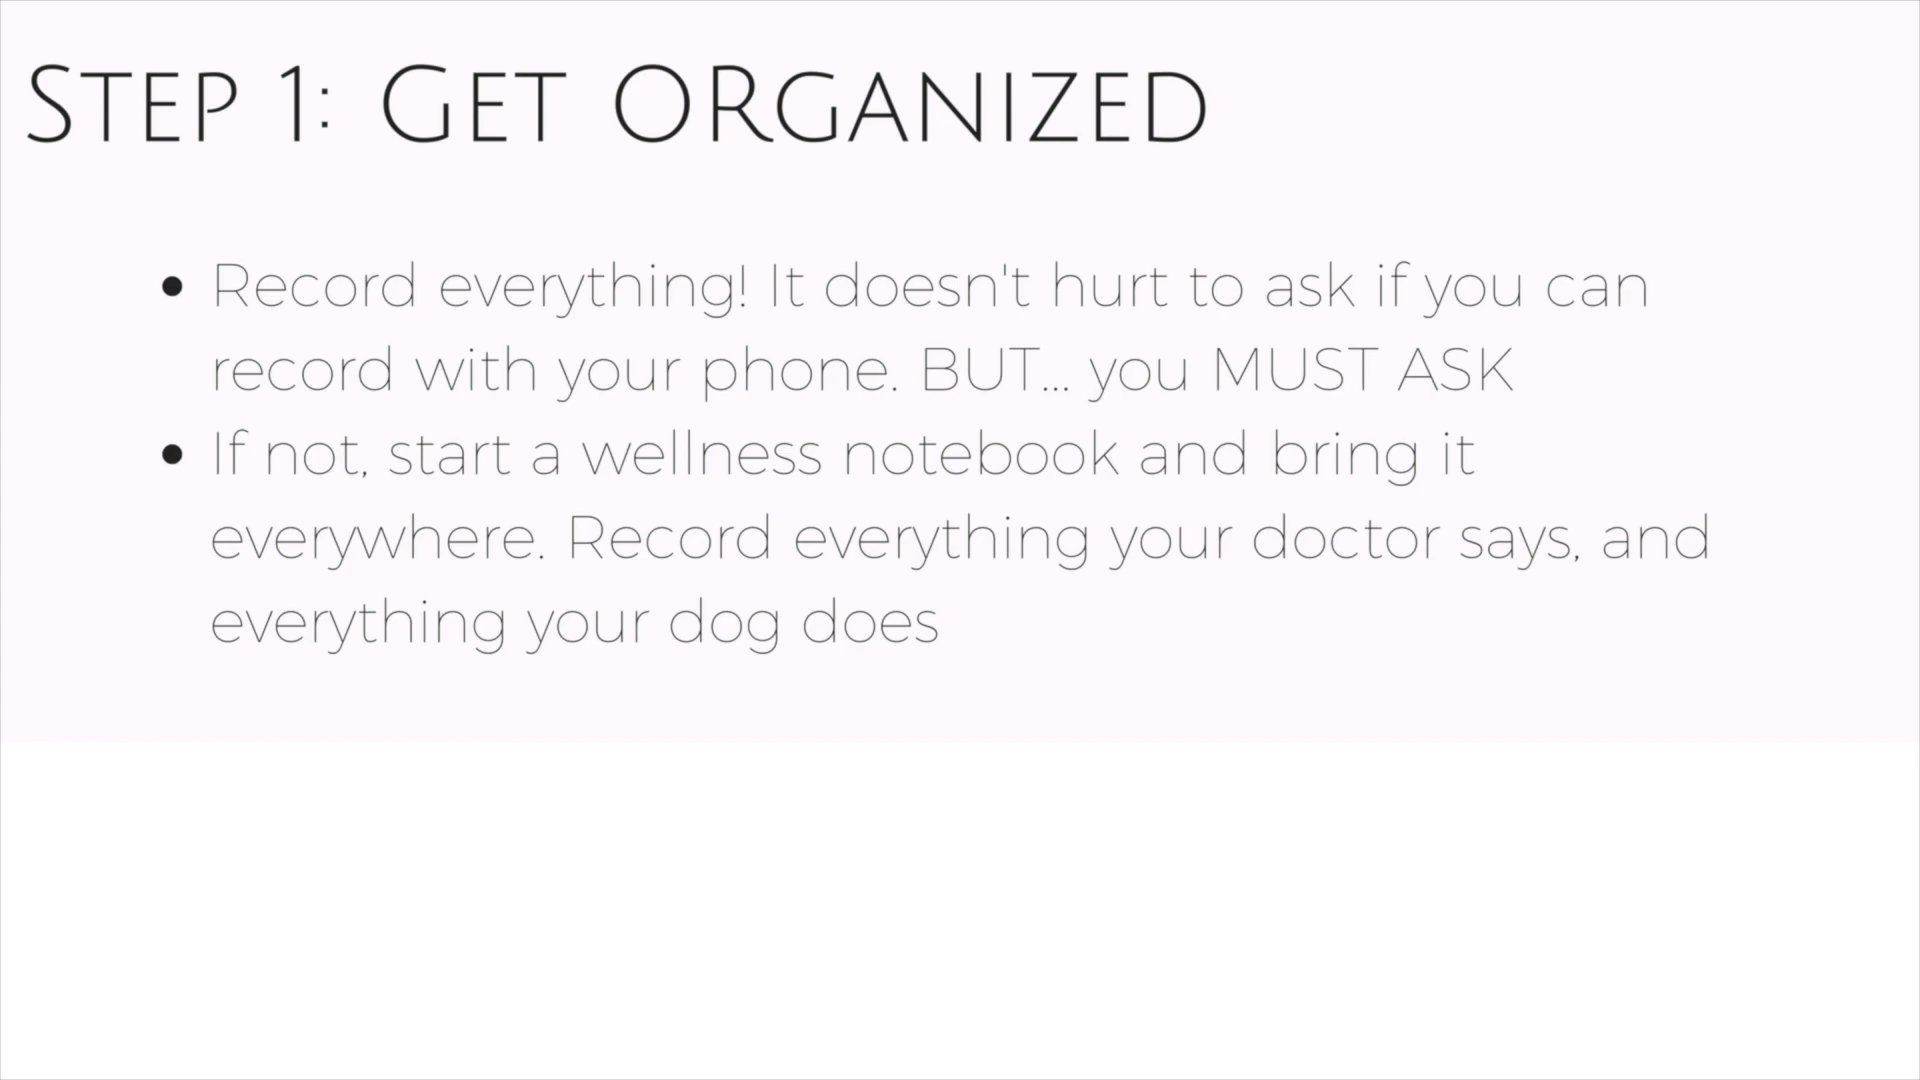 STEP 1: GET ORGANIZED
• Record everything! It doesn't hurt to ask if you can
record with your phone. BUT... you MUST ASK
• If not, start a wellness notebook and bring it
everywhere. Record everything your doctor says, and
everything your dog does